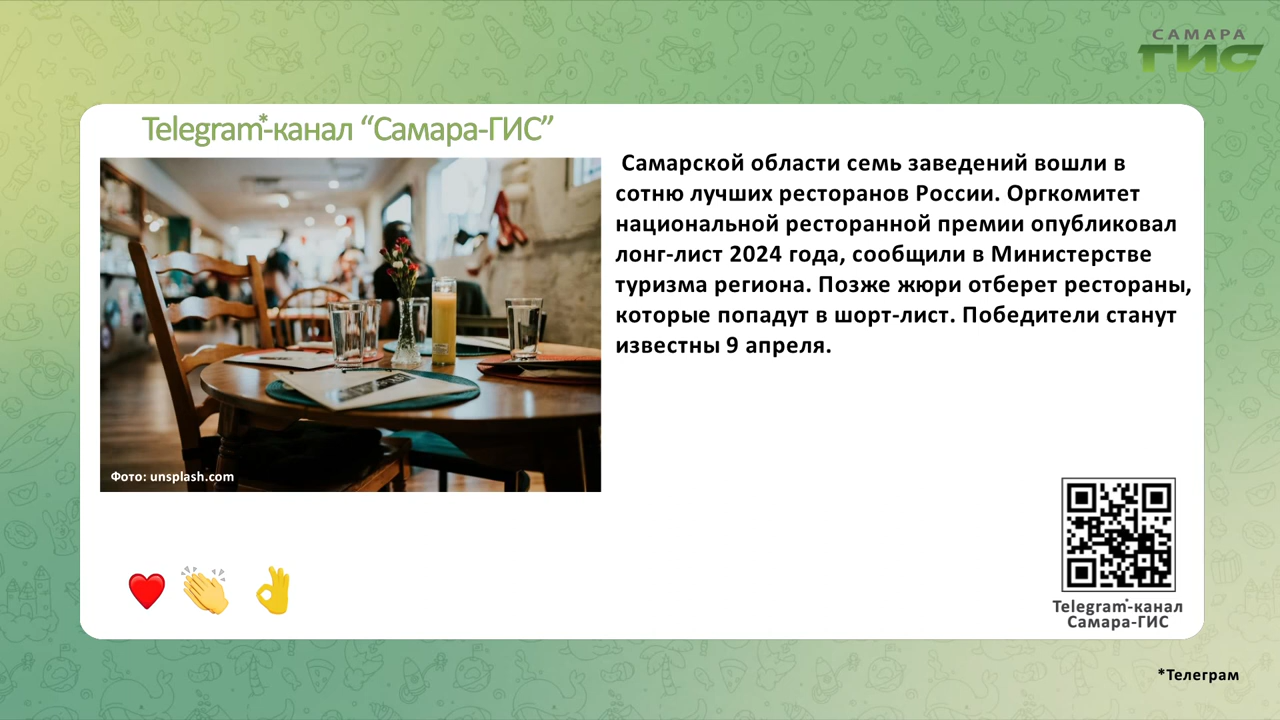 САМАРА
ГИС
Telegram*-канал “Самара-ГИС”
Самарской области семь заведений вошли в
сотню лучших ресторанов России. Оргкомитет
национальной ресторанной премии опубликовал
лонг-лист 2024 года, сообщили в Министерстве
туризма региона. Позже жюри отберет рестораны,
которые попадут в шорт-лист. Победители станут
известны 9 апреля.
Фото: unsplash.com
Telegram*-канал
Самара-ГИС
*Телеграм